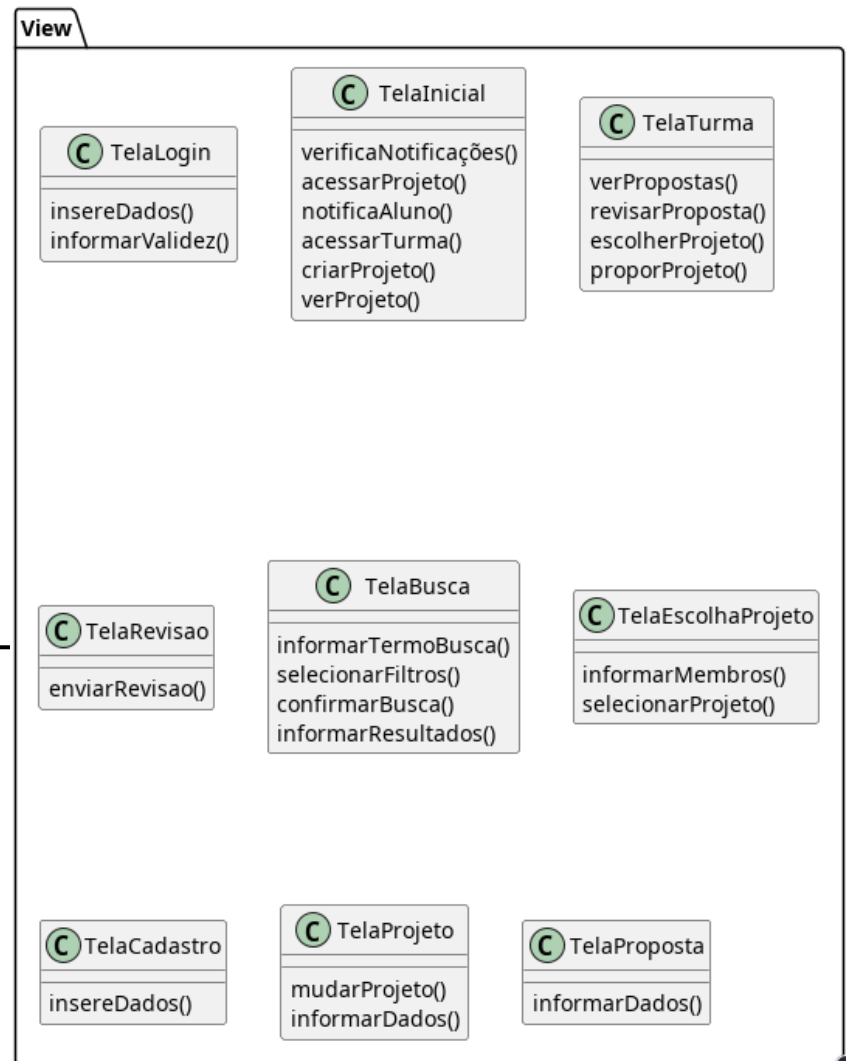 View
C TelaLogin
insereDados()
informarValidez()
C TelaInicial
verificaNotificações()
acessarProjeto()
notificaAluno()
acessarTurma()
criarProjeto()
verProjeto()
C TelaTurma
verPropostas()
revisarProposta()
escolherProjeto()
proporProjeto()
C TelaRevisao
enviarRevisao()
C TelaBusca
informarTermoBusca()
selecionarFiltros()
confirmarBusca()
informarResultados()
C TelaEscolhaProjeto
informarMembros()
selecionarProjeto()
C TelaCadastro
insereDados()
C TelaProjeto
mudarProjeto()
informarDados()
C TelaProposta
informarDados()